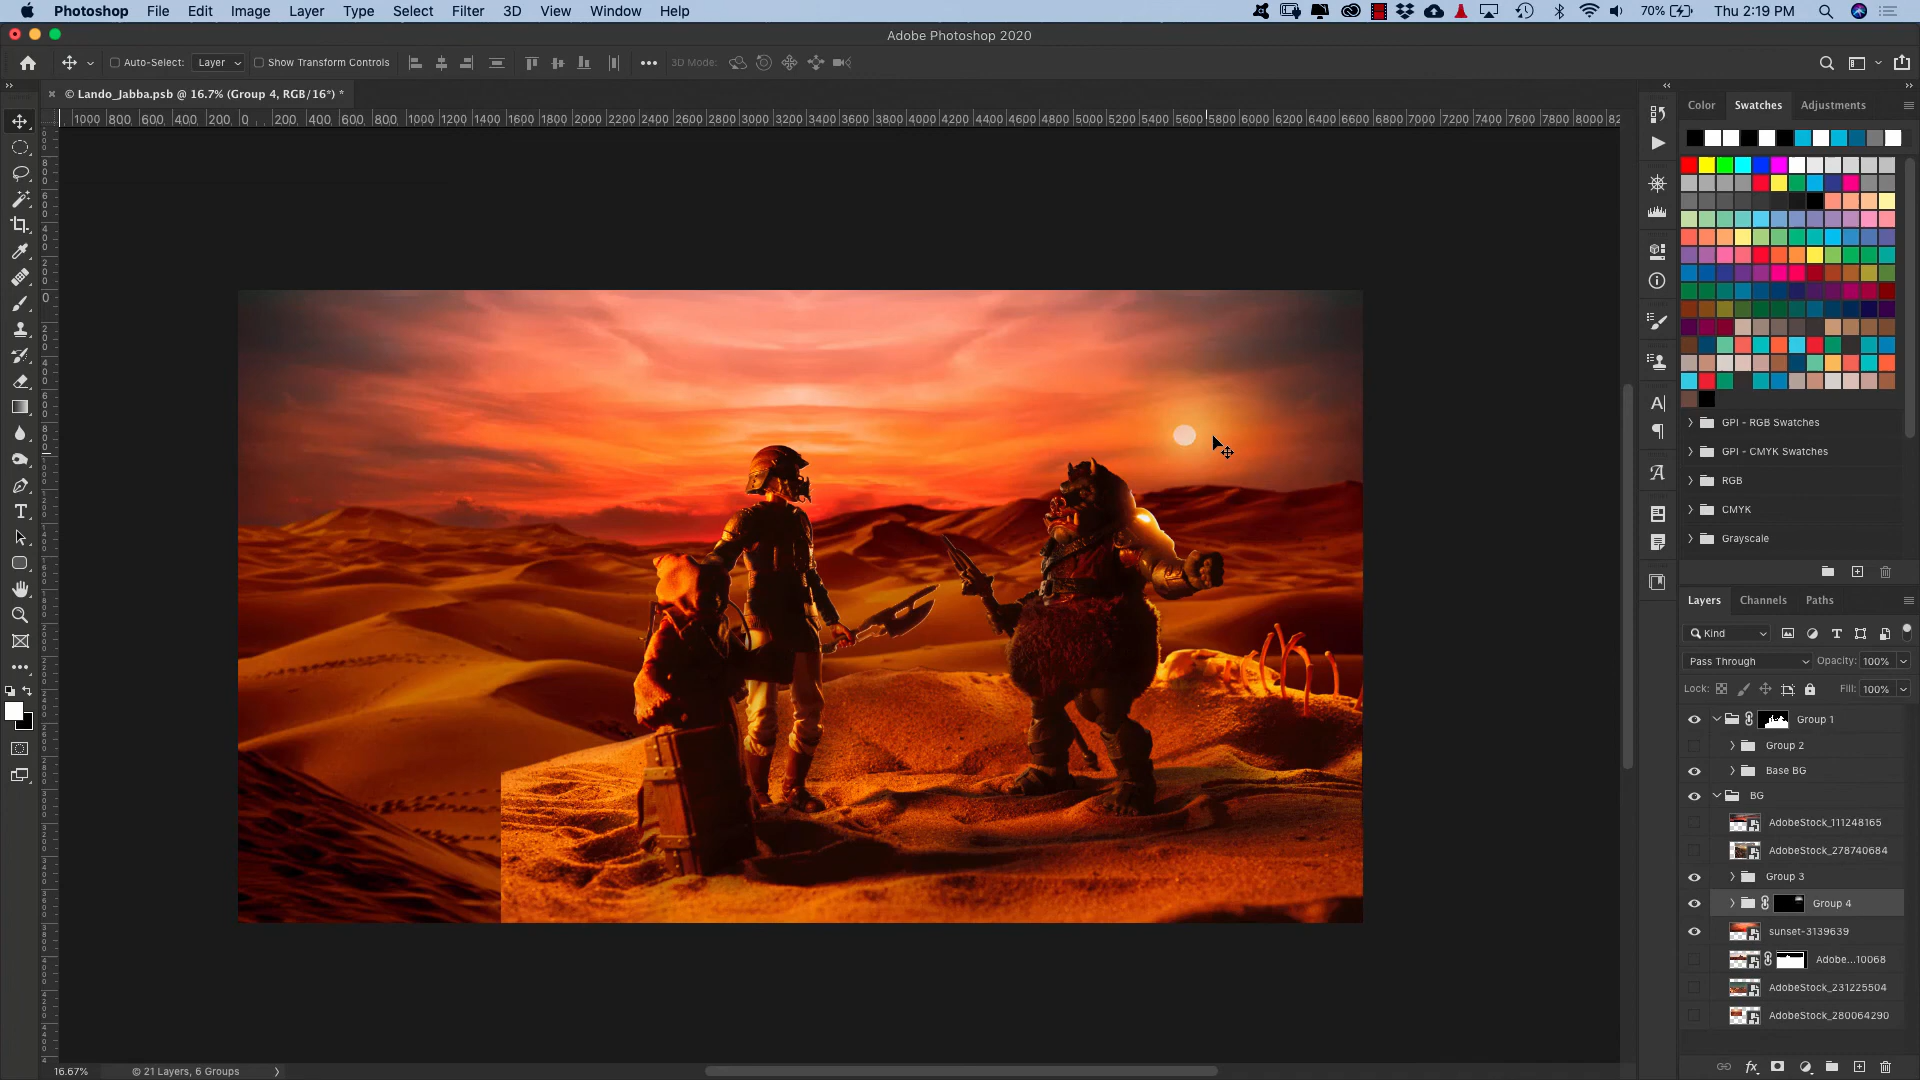 Photoshop File Edit Image Layer Type Select Filter 3D View Window Help 70% Thu 2:19 PM
Adobe Photoshop 2020
Auto-Select: Layer Show Transform Controls 3D Mode:
© Lando_Jabba.psb @ 16.7% (Group 4, RGB/16*) *
1000 800 600 400 200 0 200 400 600 800 1000 1200 1400 1600 1800 2000 2200 2400 2600 2800 3000 3200 3400 3600 3800 4000 4200 4400 4600 4800 5000 5200 5400 5600 5800 6000 6200 6400 6600 6800 7000 7200 7400 7600 7800 8000 82
Color Swatches Adjustments
GPI - RGB Swatches
GPI - CMYK Swatches
RGB
CMYK
Grayscale
Layers Channels Paths
Kind
Pass Through Opacity: 100%
Lock: Fill: 100%
Group 1
Group 2
Base BG
BG
AdobeStock_111248165
AdobeStock_278740684
Group 3
Group 4
sunset-3139639
Adobe...10068
AdobeStock_231225504
AdobeStock_280064290
16.67% © 21 Layers, 6 Groups